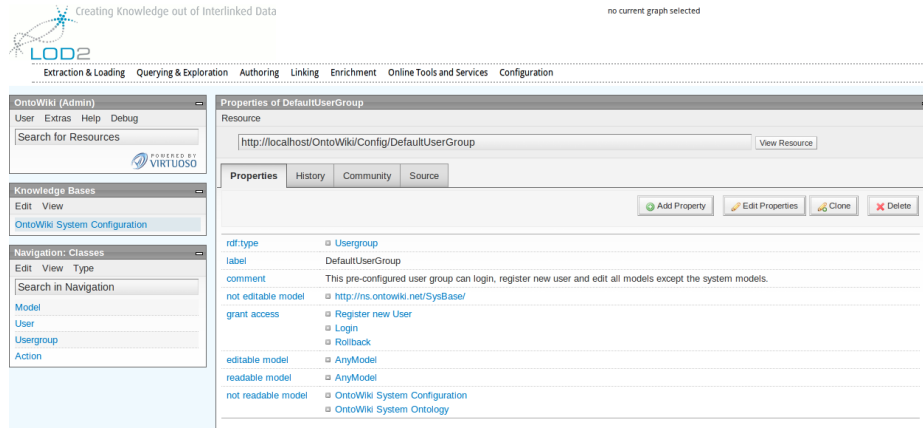 Creating Knowledge out of Interlinked Data
no current graph selected
LOD2
Extraction & Loading Querying & Exploration Authoring Linking Enrichment Online Tools and Services Configuration
OntoWiki (Admin)
User Extras Help Debug
Search for Resources
POWERED BY
VIRTUOSO
Knowledge Bases
Edit View
OntoWiki System Configuration
Navigation: Classes
Edit View Type
Search in Navigation
Model
User
Usergroup
Action
Properties of DefaultUserGroup
Resource
http://localhost/OntoWiki/Config/DefaultUserGroup View Resource
Properties History Community Source
Add Property Edit Properties Clone Delete
rdf:type Usergroup
label DefaultUserGroup
comment This pre-configured user group can login, register new user and edit all models except the system models.
not editable model http://ns.ontowiki.net/SysBase/
grant access Register new User
Login
Rollback
editable model AnyModel
readable model AnyModel
not readable model OntoWiki System Configuration
OntoWiki System Ontology